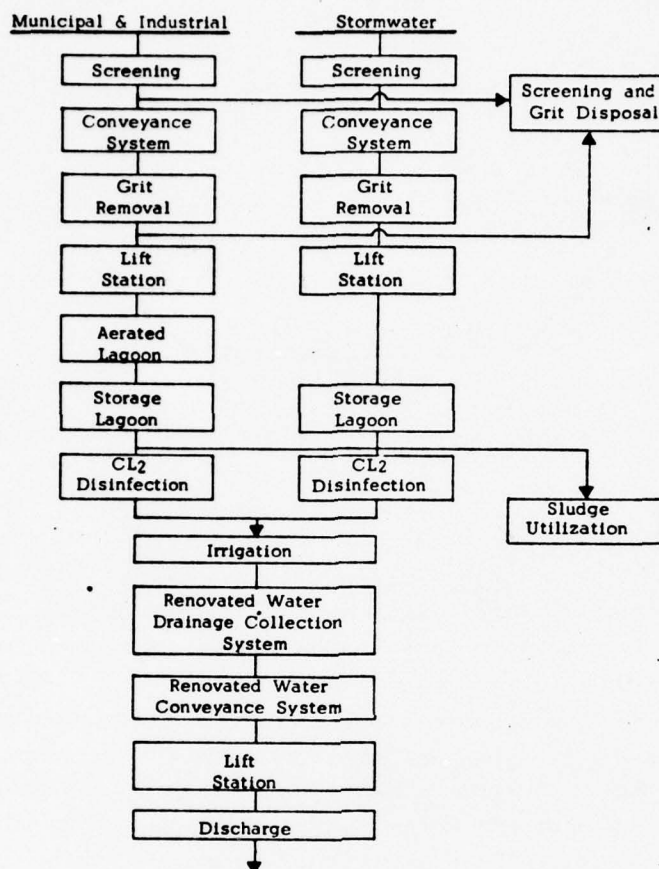 Municipal & Industrial
Stormwater
Screening
Screening
Screening and
Grit Disposal
Conveyance
System
Conveyance
System
Grit
Removal
Grit
Removal
Lift
Station
Lift
Station
Aerated
Lagoon
Storage
Lagoon
Storage
Lagoon
CL2
Disinfection
CL2
Disinfection
Sludge
Utilization
Irrigation
Renovated Water
Drainage Collection
System
Renovated Water
Conveyance System
Lift
Station
Discharge